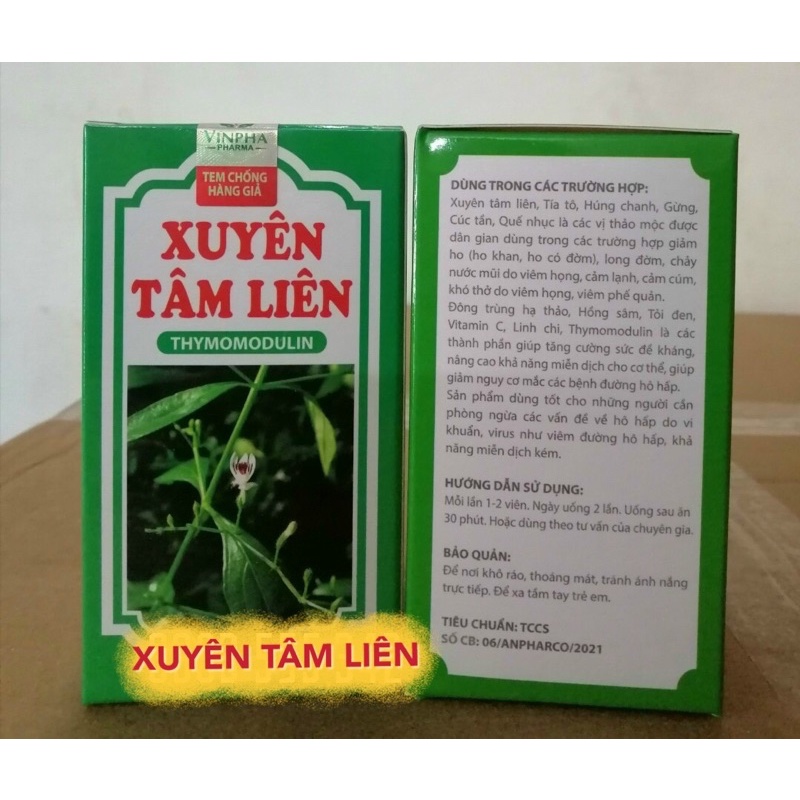 VINPHA
PHARMA
TEM CHỐNG
HÀNG GIẢ
XUYÊN
TÂM LIÊN
THYMOMODULIN
XUYÊN TÂM LIÊN
DÙNG TRONG CÁC TRƯỜNG HỢP:
Xuyên tâm liên, Tía tô, Húng chanh, Gừng,
Cúc tần, Quế nhục là các vị thảo mộc được
dân gian dùng trong các trường hợp giảm
ho (ho khan, ho có đờm), long đờm, chảy
nước mũi do viêm họng, cảm lạnh, cảm cúm,
khó thở do viêm họng, viêm phế quản.
Đông trùng hạ thảo, Hồng sâm, Tỏi đen,
Vitamin C, Linh chi, Thymomodulin là các
thành phần giúp tăng cường sức đề kháng,
nâng cao khả năng miễn dịch cho cơ thể, giúp
giảm nguy cơ mắc các bệnh đường hô hấp.
Sản phẩm dùng tốt cho những người cần
phòng ngừa các vấn đề về hô hấp do vi
khuẩn, virus như viêm đường hô hấp, khả
năng miễn dịch kém.
HƯỚNG DẪN SỬ DỤNG:
Mỗi lần 1-2 viên. Ngày uống 2 lần. Uống sau ăn
30 phút. Hoặc dùng theo tư vấn của chuyên gia.
BẢO QUẢN:
Để nơi khô ráo, thoáng mát, tránh ánh nắng
trực tiếp. Để xa tầm tay trẻ em.
TIÊU CHUẨN: TCCS
SỐ CB: 06/ANPHARCO/2021